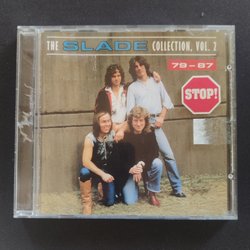 THE SLADE COLLECTION, VOL. 2
79-87
STOP!